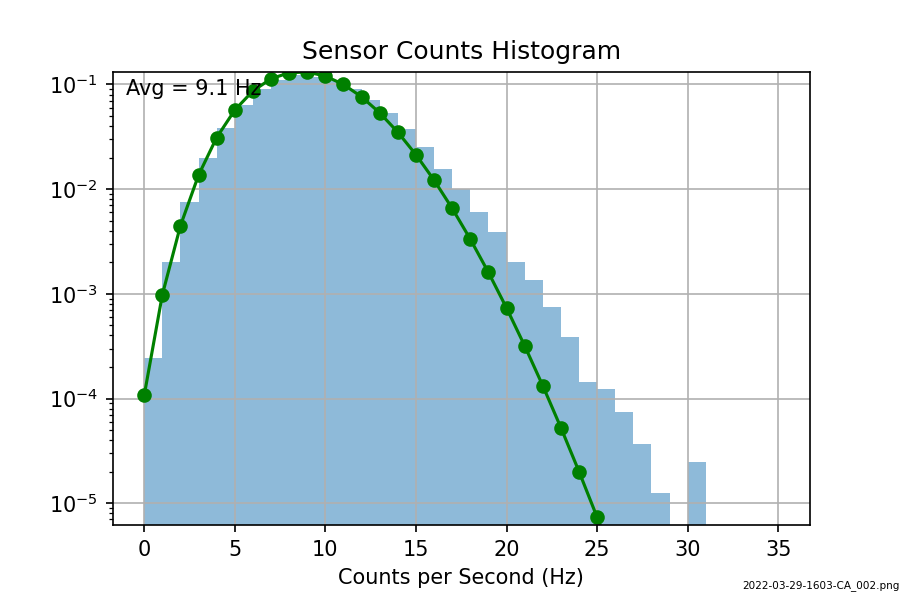 Sensor Counts Histogram
Avg = 9.1 Hz
10⁻¹
10⁻²
10⁻³
10⁻⁴
10⁻⁵
0 5 10 15 20 25 30 35
Counts per Second (Hz)
2022-03-29-1603-CA_002.png